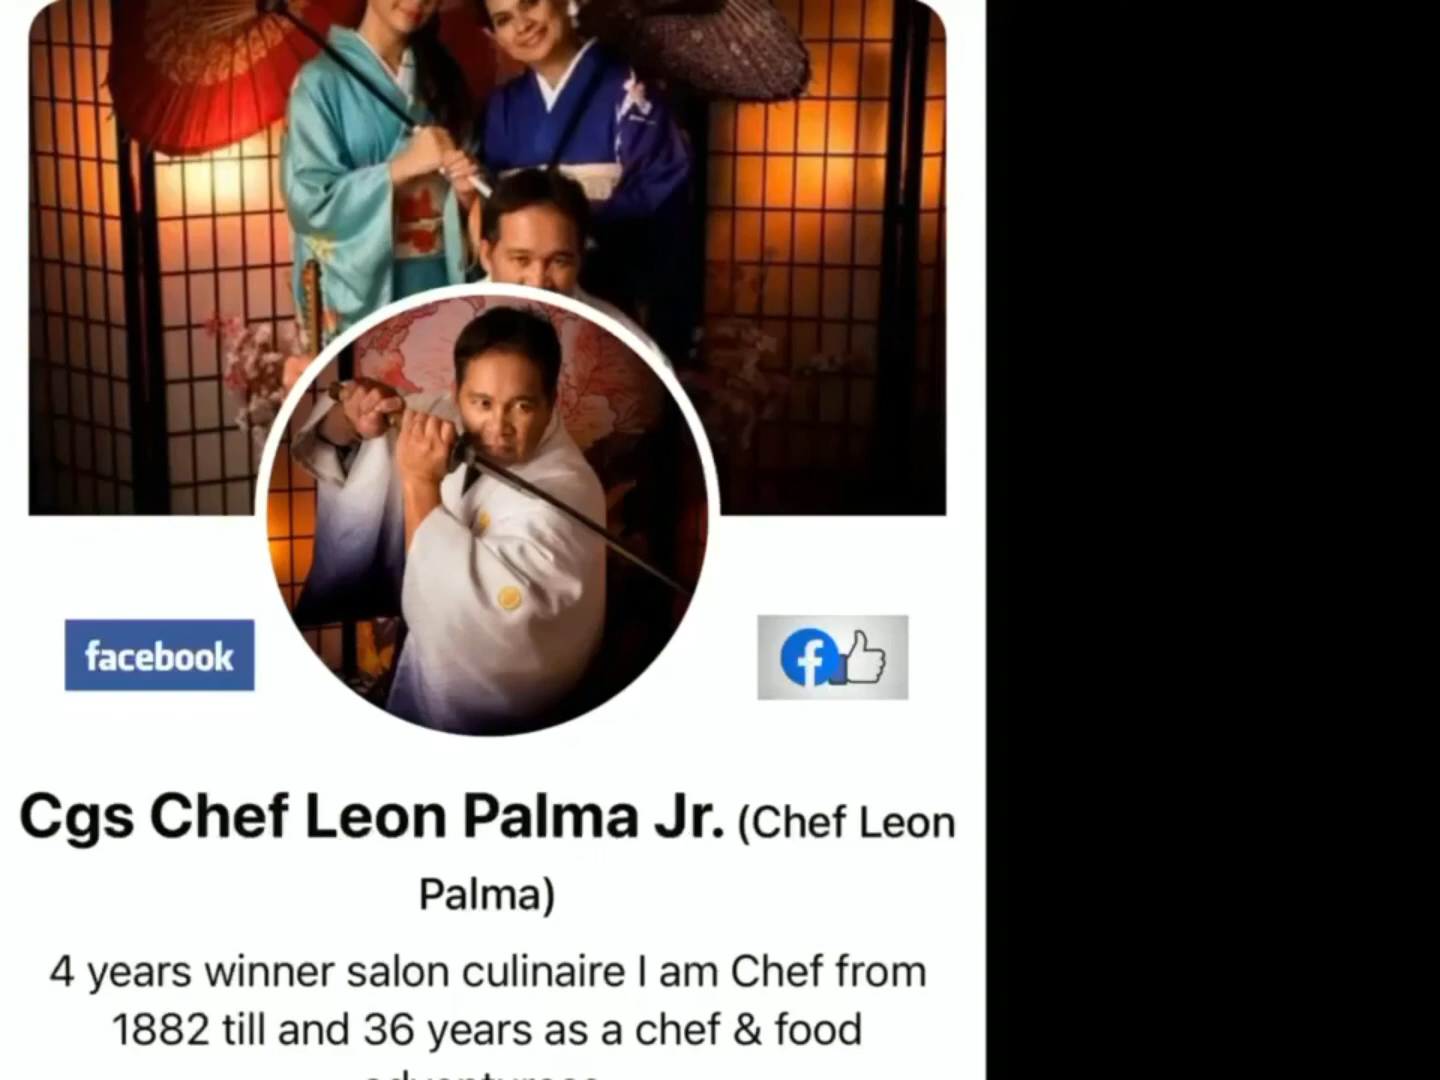 facebook
Cgs Chef Leon Palma Jr. (Chef Leon
Palma)
4 years winner salon culinaire I am Chef from
1882 till and 36 years as a chef & food